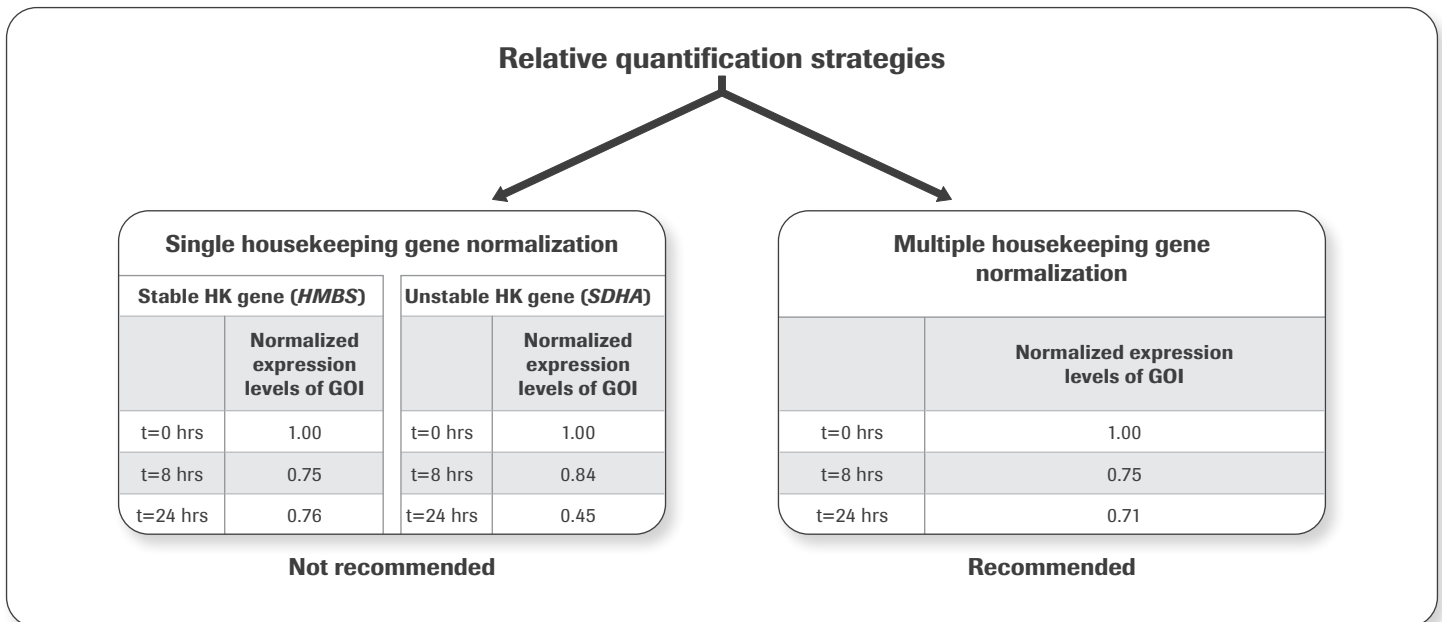 Relative quantification strategies
Single housekeeping gene normalization
Stable HK gene (HMBS)
Normalized
expression
levels of GOI
t=0 hrs 1.00
t=8 hrs 0.75
t=24 hrs 0.76
Unstable HK gene (SDHA)
Normalized
expression
levels of GOI
t=0 hrs 1.00
t=8 hrs 0.84
t=24 hrs 0.45
Not recommended
Multiple housekeeping gene
normalization
Normalized expression
levels of GOI
t=0 hrs 1.00
t=8 hrs 0.75
t=24 hrs 0.71
Recommended